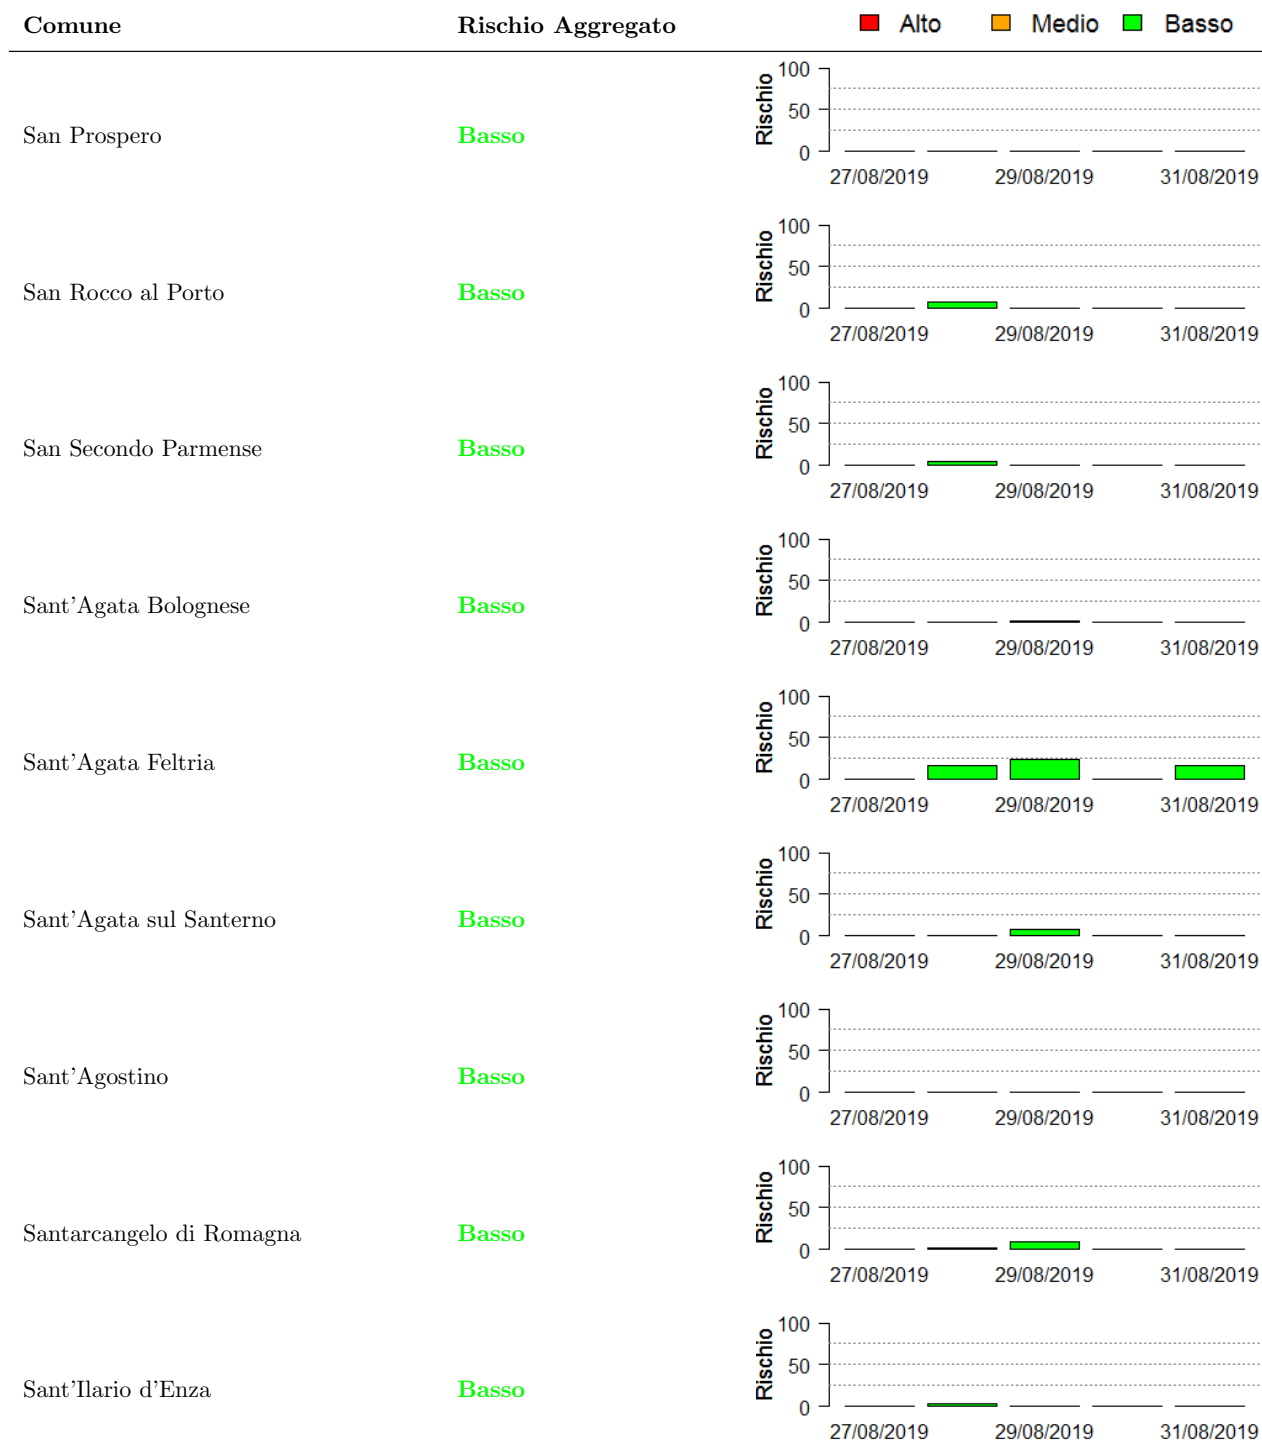 Comune Rischio Aggregato Alto Medio Basso
100
Rischio
50
San Prospero Basso
0
27/08/2019 29/08/2019 31/08/2019
100
Rischio
50
San Rocco al Porto Basso
0
27/08/2019 29/08/2019 31/08/2019
100
Rischio
50
San Secondo Parmense Basso
0
27/08/2019 29/08/2019 31/08/2019
100
Rischio
50
Sant'Agata Bolognese Basso
0
27/08/2019 29/08/2019 31/08/2019
100
Rischio
50
Sant'Agata Feltria Basso
0
27/08/2019 29/08/2019 31/08/2019
100
Rischio
50
Sant'Agata sul Santerno Basso
0
27/08/2019 29/08/2019 31/08/2019
100
Rischio
50
Sant'Agostino Basso
0
27/08/2019 29/08/2019 31/08/2019
100
Rischio
50
Santarcangelo di Romagna Basso
0
27/08/2019 29/08/2019 31/08/2019
100
Rischio
50
Sant'Ilario d'Enza Basso
0
27/08/2019 29/08/2019 31/08/2019